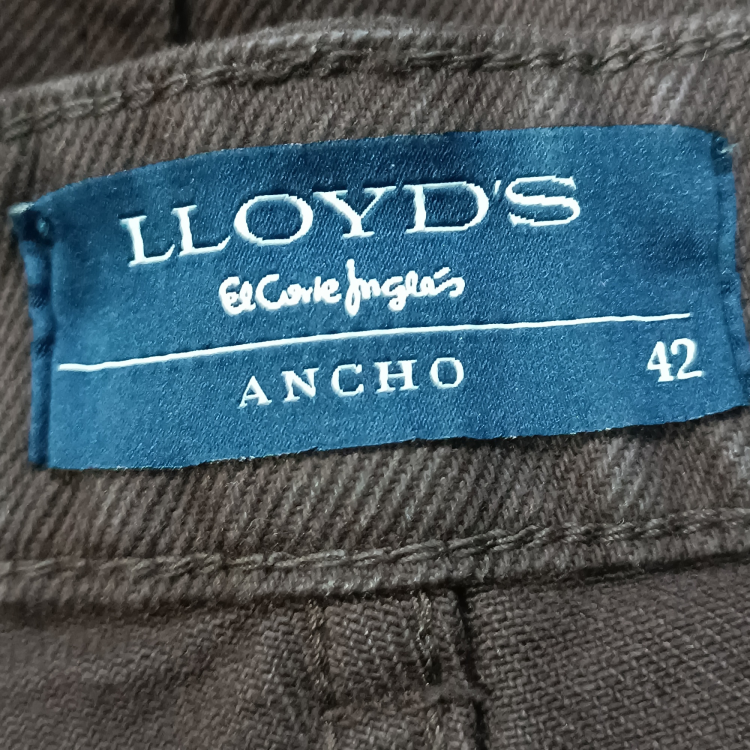 LLOYD'S
El Corte Inglés
ANCHO 42